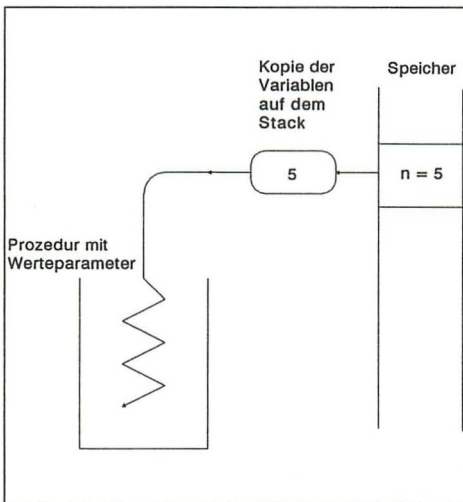 Kopie der
Variablen
auf dem
Stack
Speicher
5
n = 5
Prozedur mit
Werteparameter